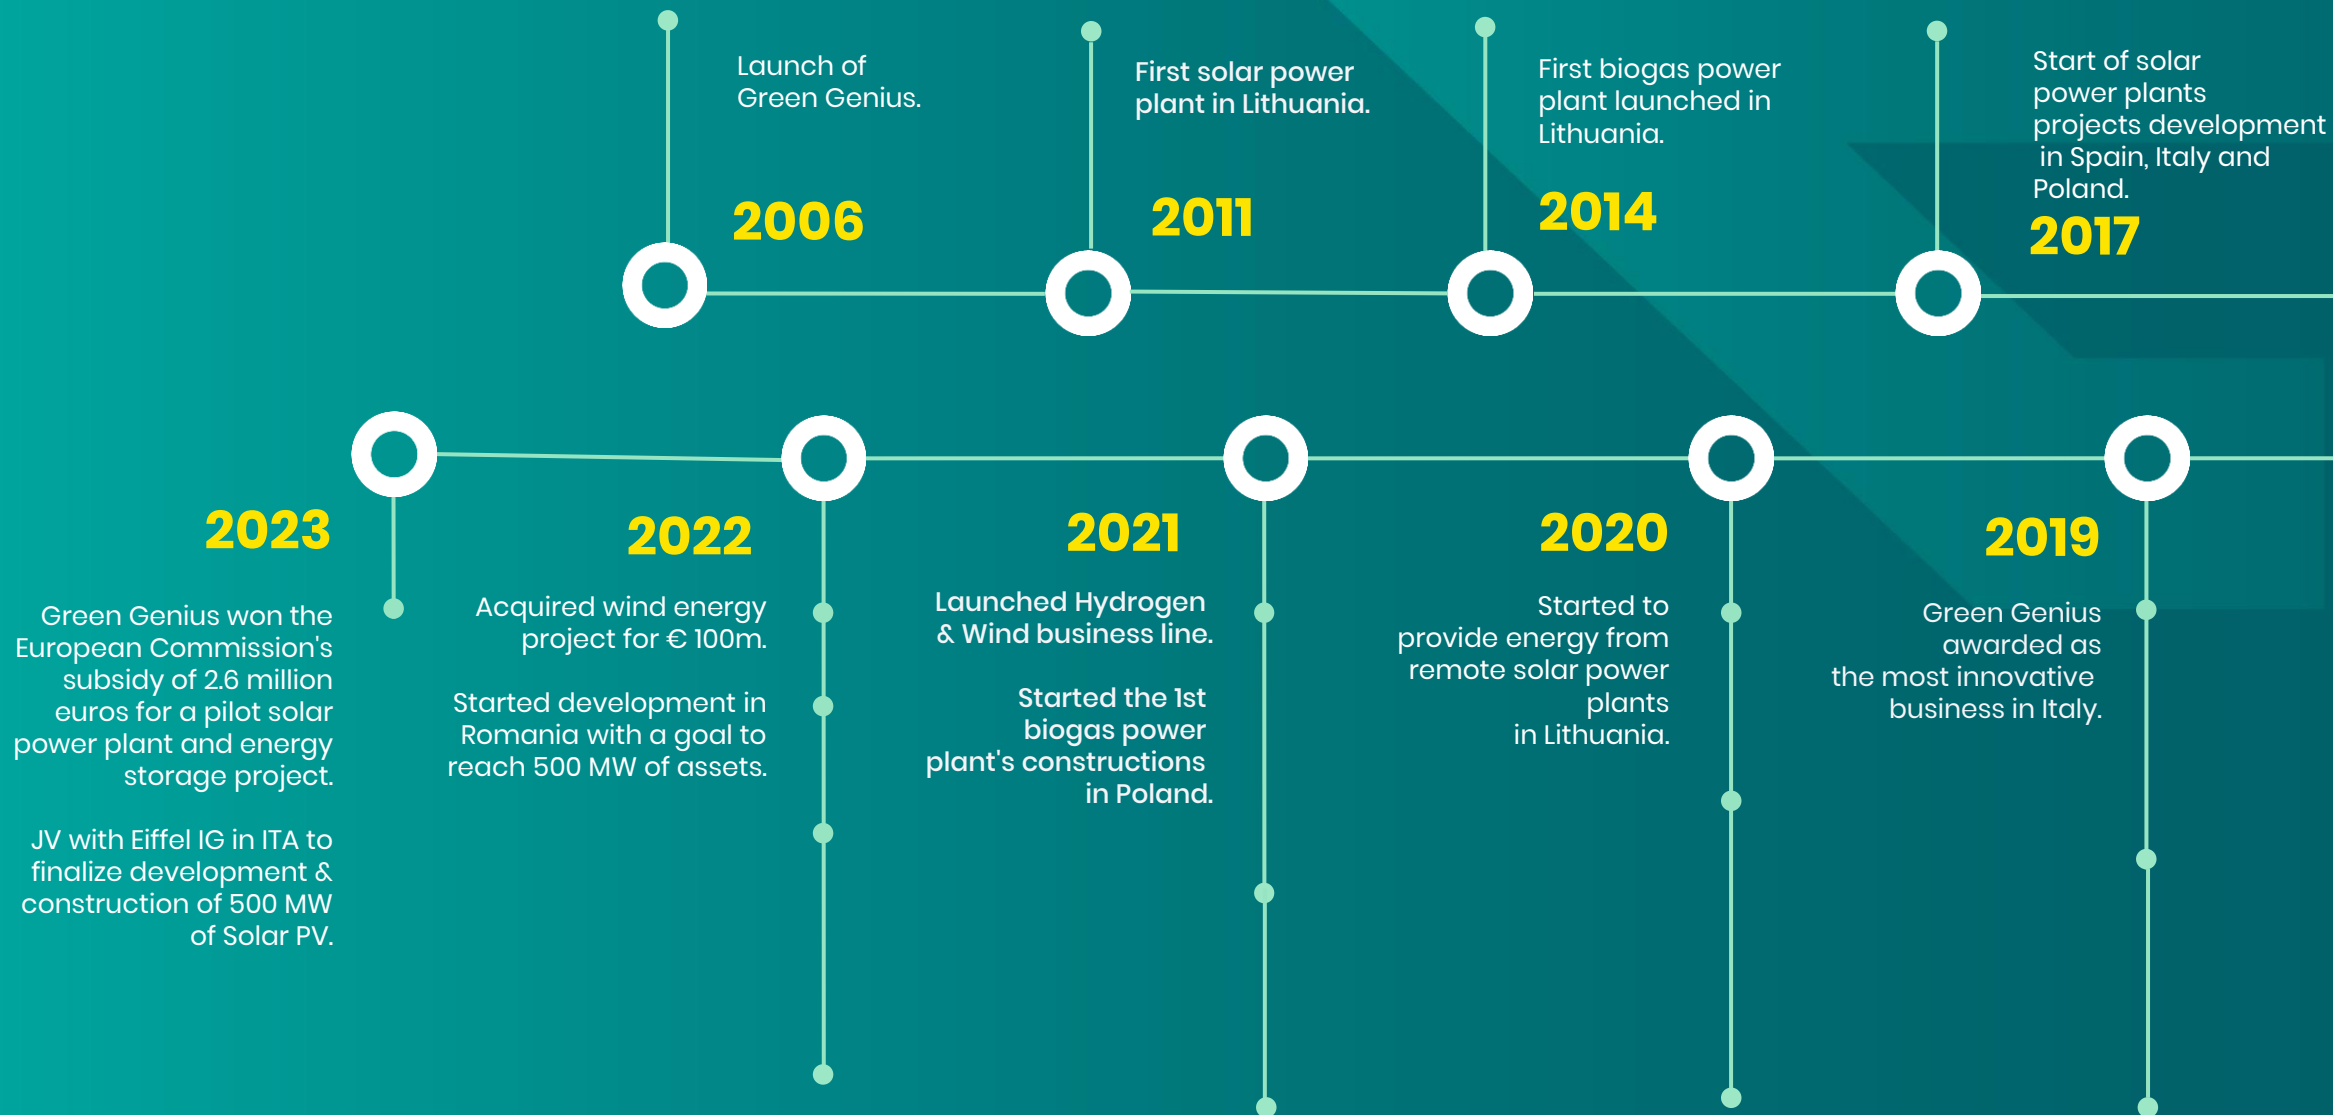 Launch of
Green Genius.
2006
First solar power
plant in Lithuania.
2011
First biogas power
plant launched in
Lithuania.
2014
Start of solar
power plants
projects development
in Spain, Italy and
Poland.
2017
2023
Green Genius won the
European Commission's
subsidy of 2.6 million
euros for a pilot solar
power plant and energy
storage project.
JV with Eiffel IG in ITA to
finalize development &
construction of 500 MW
of Solar PV.
2022
Acquired wind energy
project for € 100m.
Started development in
Romania with a goal to
reach 500 MW of assets.
2021
Launched Hydrogen
& Wind business line.
Started the 1st
biogas power
plant's constructions
in Poland.
2020
Started to
provide energy from
remote solar power
plants
in Lithuania.
2019
Green Genius
awarded as
the most innovative
business in Italy.